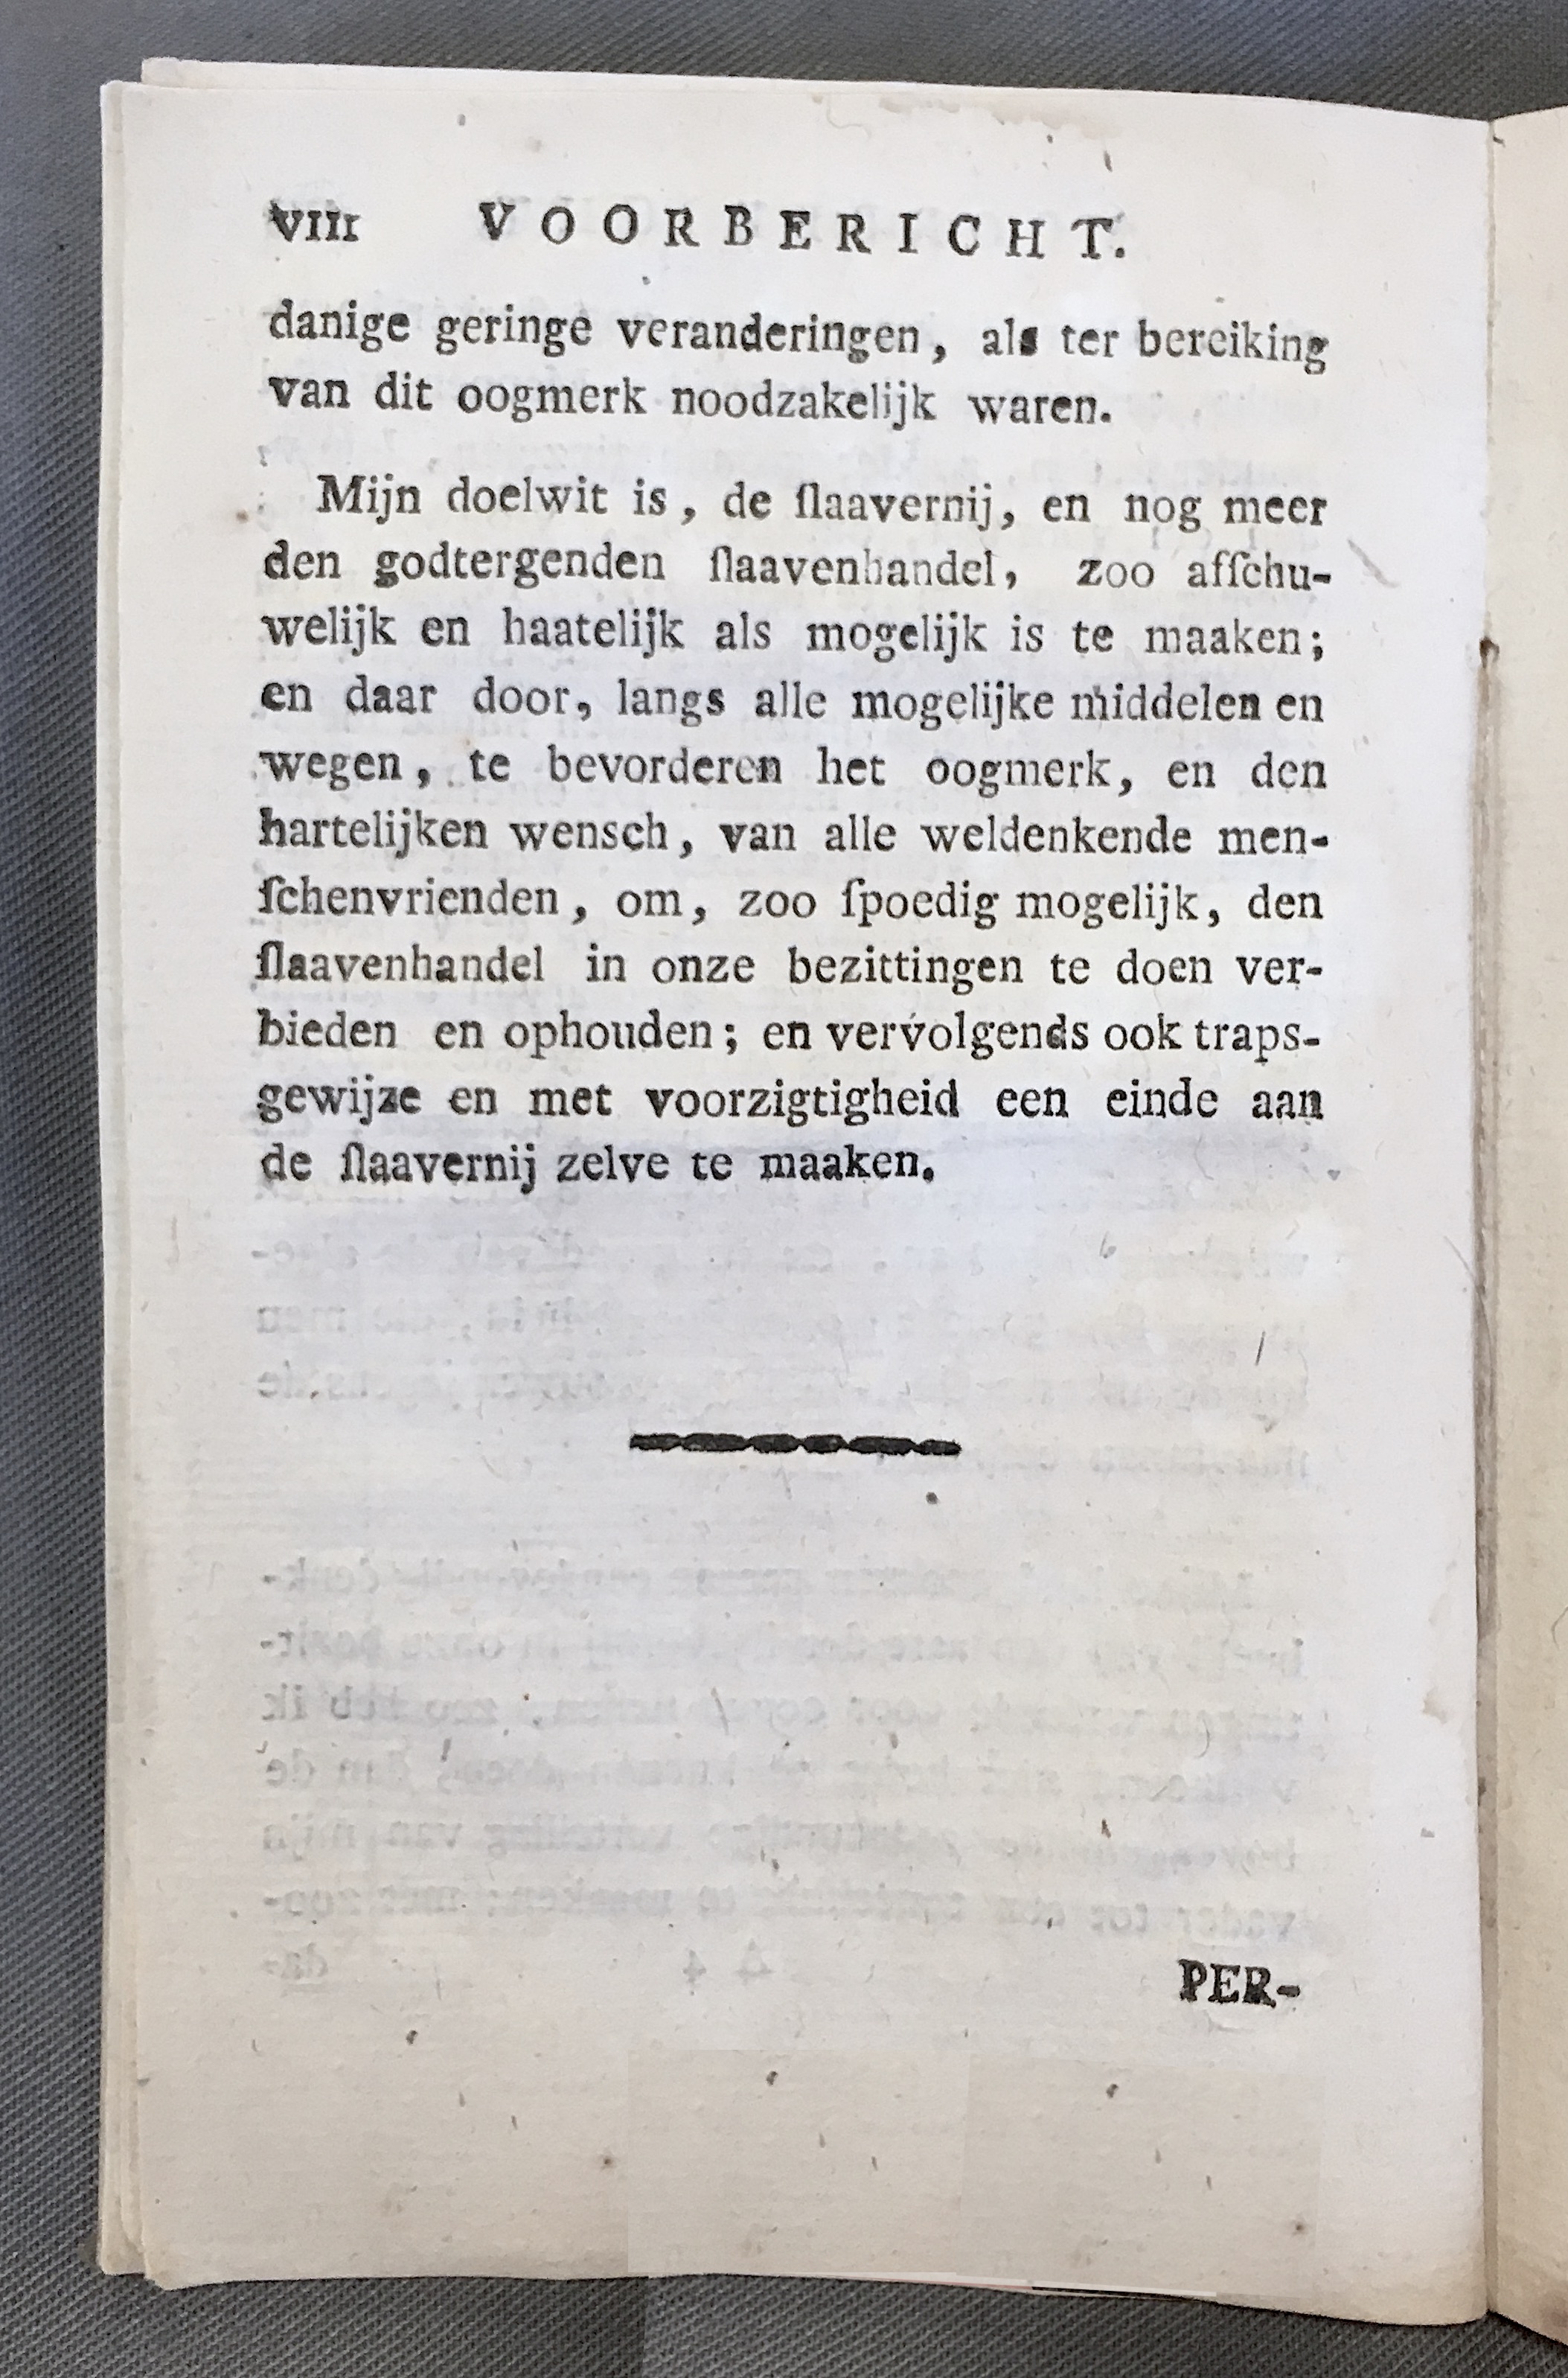 VIII VOORBERICHT.
danige geringe veranderingen, als ter bereiking
van dit oogmerk noodzakelijk waren.
Mijn doelwit is, de ſlaavernij, en nog meer
den godtergenden ſlaavenhandel, zoo afſchu-
welijk en haatelijk als mogelijk is te maaken;
en daar door, langs alle mogelijke middelen en
wegen, te bevorderen het oogmerk, en den
hartelijken wensch, van alle weldenkende men-
ſchenvrienden, om, zoo ſpoedig mogelijk, den
ſlaavenhandel in onze bezittingen te doen ver-
bieden en ophouden; en vervolgends ook traps-
gewijze en met voorzigtigheid een einde aan
de ſlaavernij zelve te maaken.
PER-